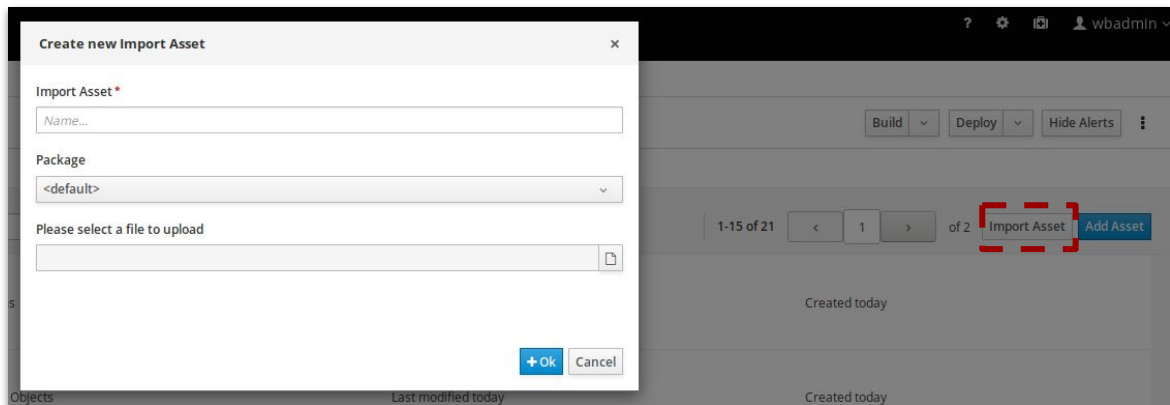 ? wbadmin
Create new Import Asset ×
Import Asset *
Name...
Build Deploy Hide Alerts
Package
<default>
1-15 of 21 < 1 > of 2 Import Asset Add Asset
Please select a file to upload
s Created today
+ Ok Cancel
Objects Last modified today Created today